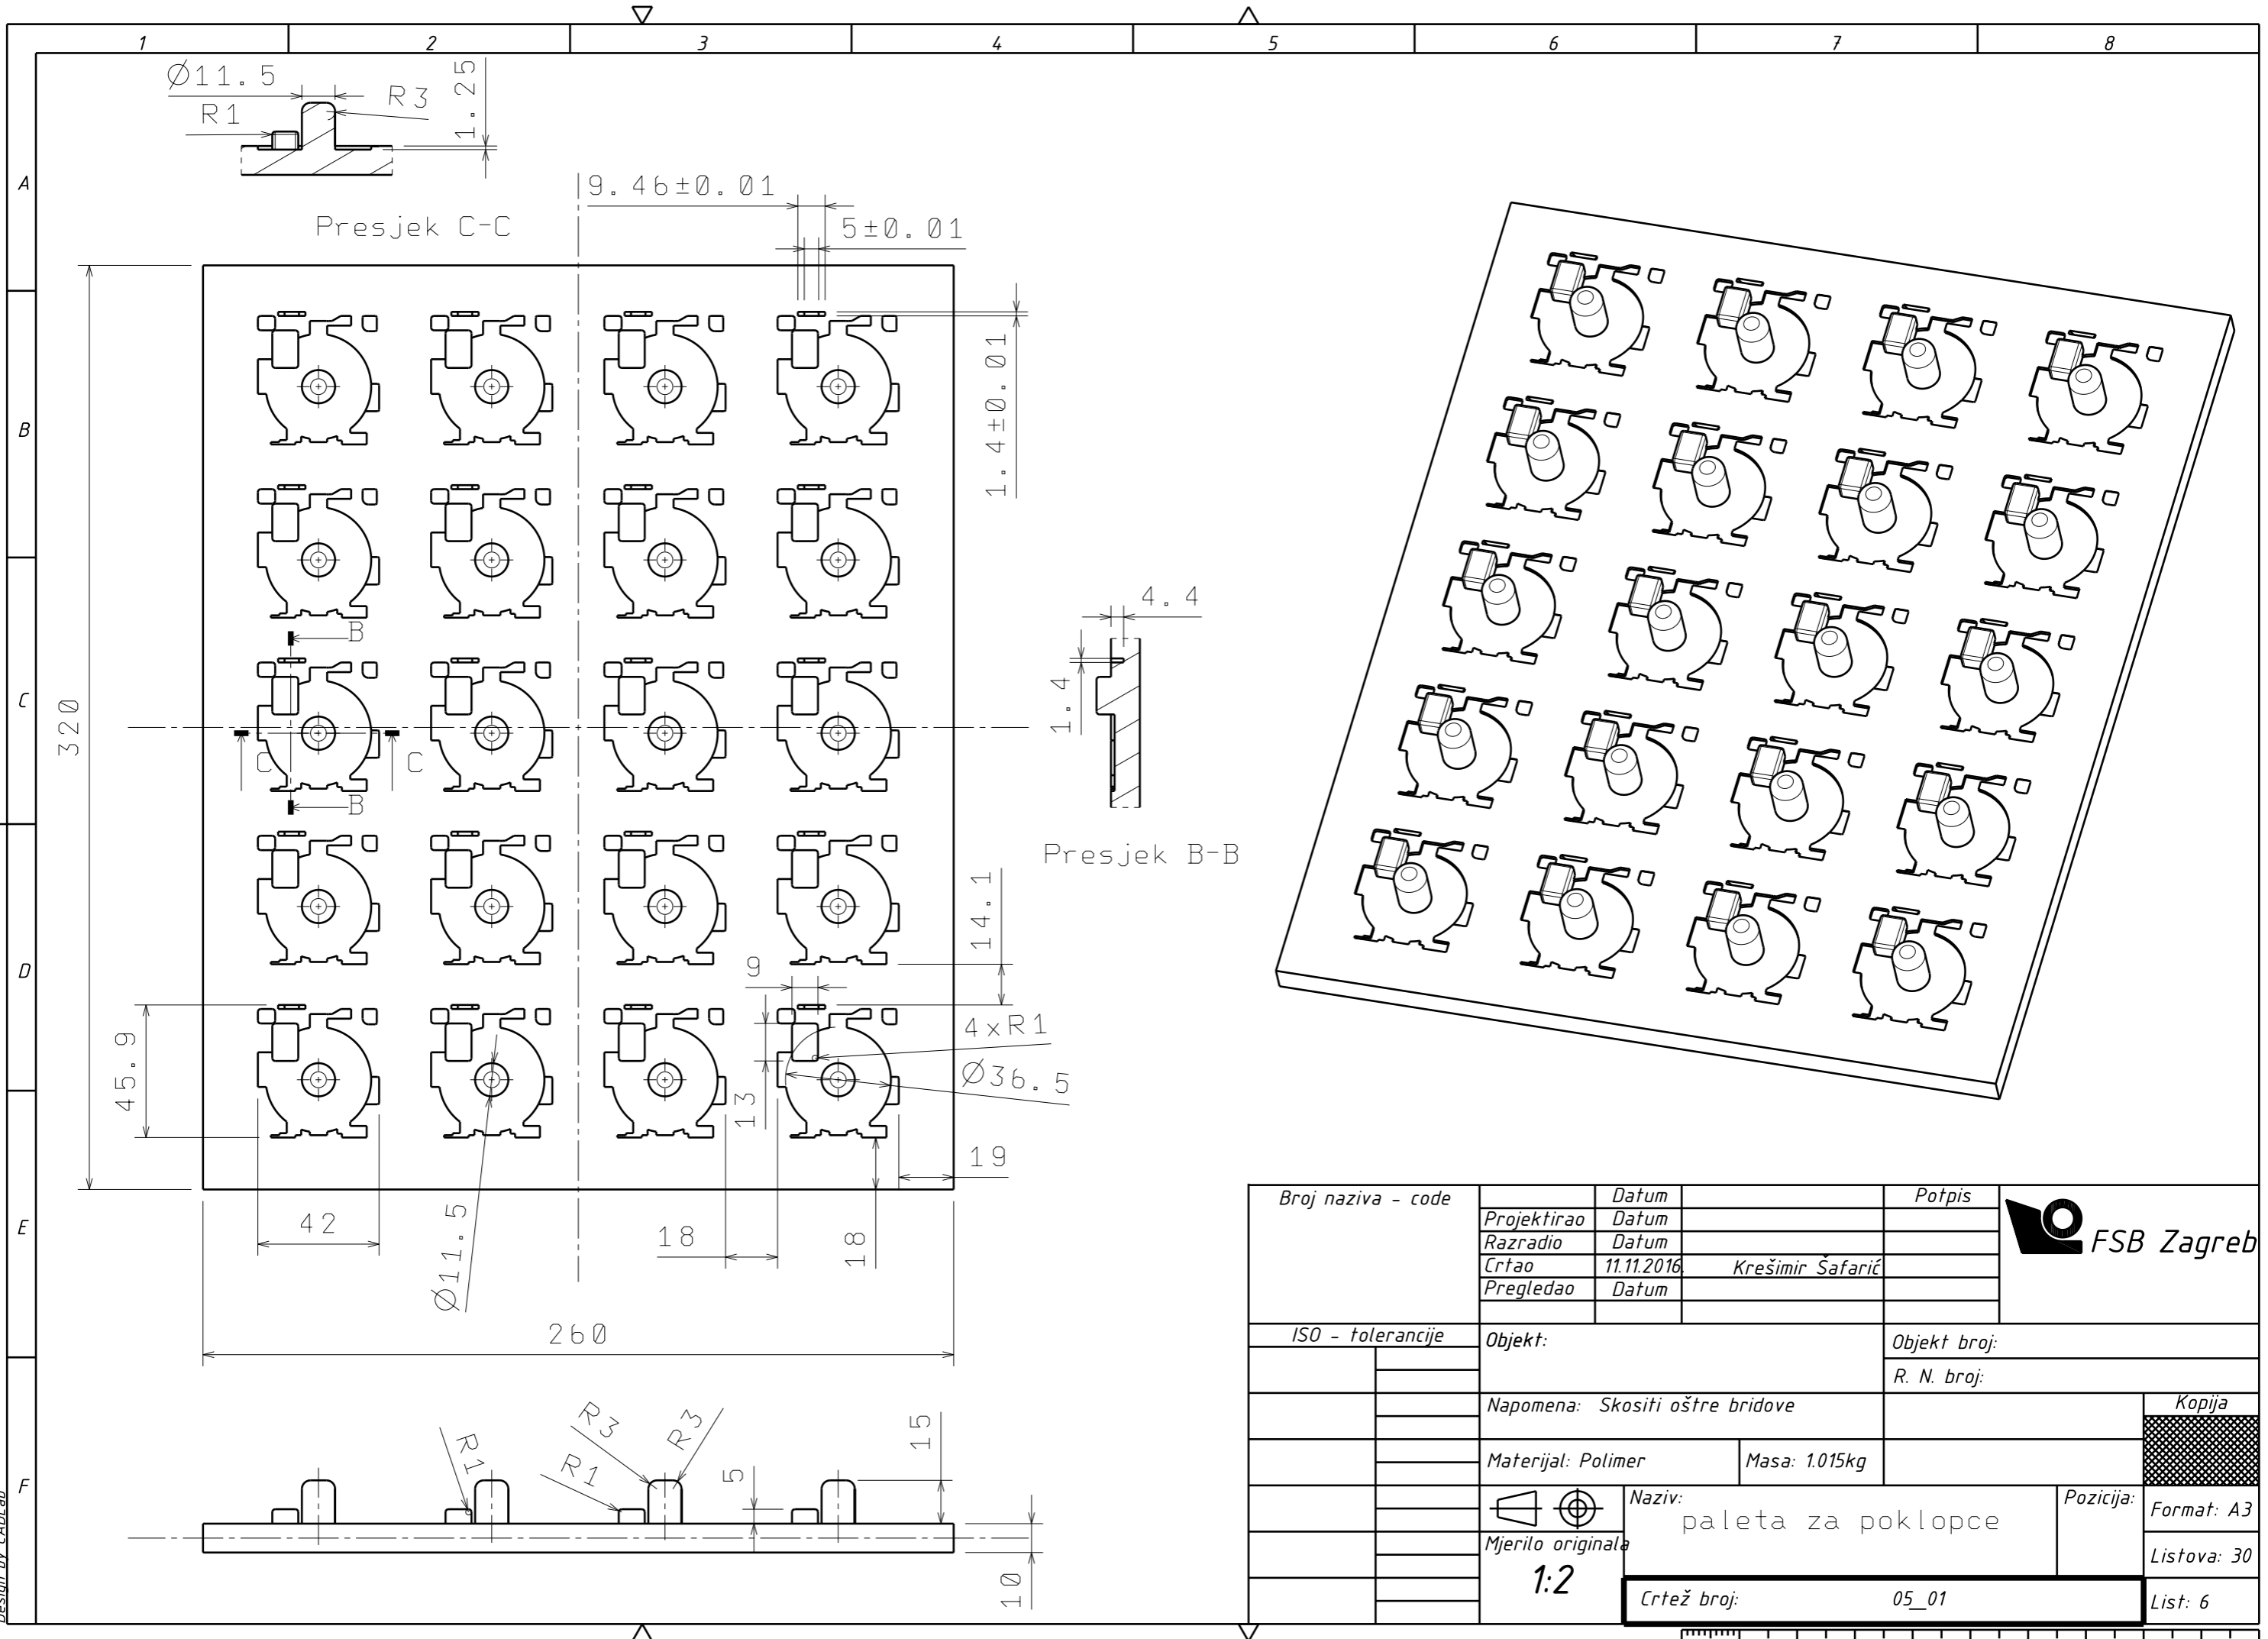 1 2 3 4 5 6 7 8
A
B
C
D
E
F
Ø11.5
R1
R3
1.25
Presjek C-C
9.46±0.01
5±0.01
1.4±0.01
320
B
B
C
C
4.4
1.4
Presjek B-B
14.1
9
4xR1
Ø36.5
13
45.9
19
42
Ø11.5
18
18
260
R1
R3
R1
R3
5
15
10
Design by CADLab
Broj naziva - code
Datum
Potpis
Projektirao Datum
Razradio Datum
Crtao 11.11.2016. Krešimir Šafarić
Pregledao Datum
FSB Zagreb
ISO - tolerancije
Objekt:
Objekt broj:
R. N. broj:
Napomena: Skositi oštre bridove
Kopija
Materijal: Polimer
Masa: 1.015kg
Naziv:
paleta za poklopce
Pozicija:
Format: A3
Mjerilo originala
1:2
Listova: 30
Crtež broj: 05_01
List: 6